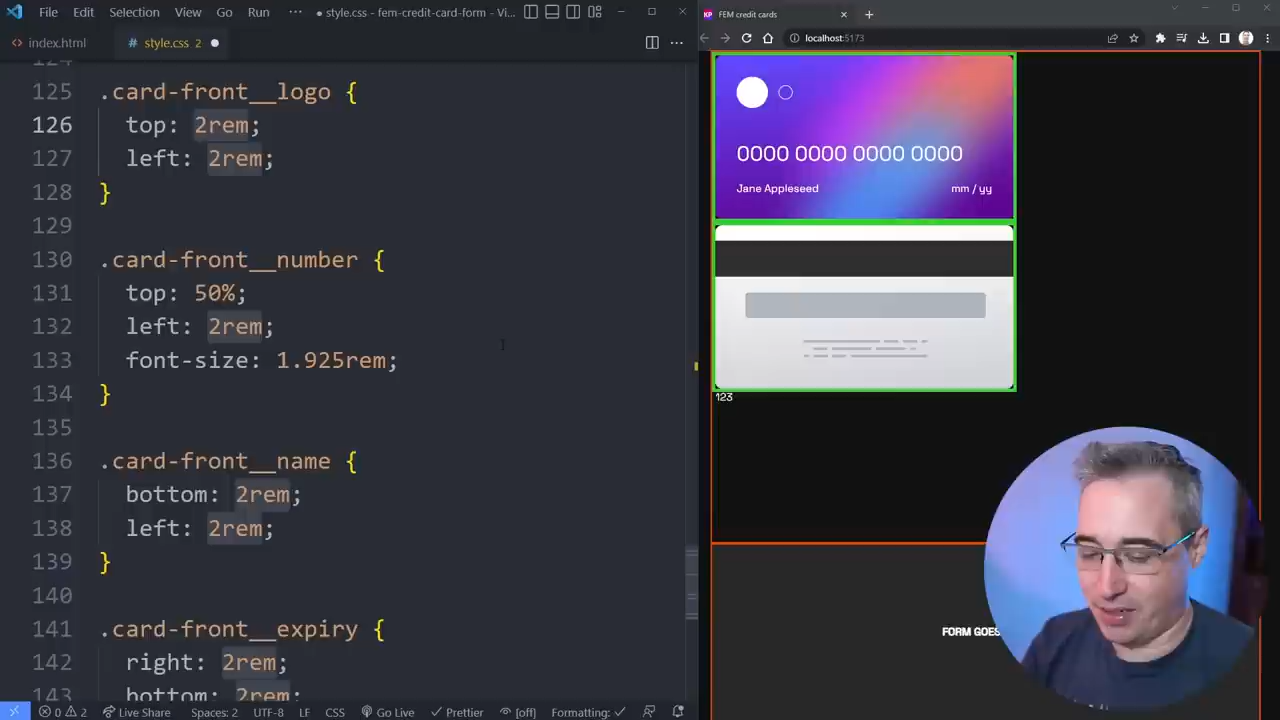 File Edit Selection View Go Run ··· ● style.css - fem-credit-card-form - Vi...
index.html # style.css 2 ●
124
125 .card-front__logo {
126 top: 2rem;
127 left: 2rem;
128 }
129
130 .card-front__number {
131 top: 50%;
132 left: 2rem;
133 font-size: 1.925rem;
134 }
135
136 .card-front__name {
137 bottom: 2rem;
138 left: 2rem;
139 }
140
141 .card-front__expiry {
142 right: 2rem;
143 bottom: 2rem;
0 2 Live Share Spaces: 2 UTF-8 LF CSS Go Live Prettier [off] Formatting:
KP FEM credit cards
localhost:5173
0000 0000 0000 0000
Jane Appleseed mm / yy
123
FORM GOES